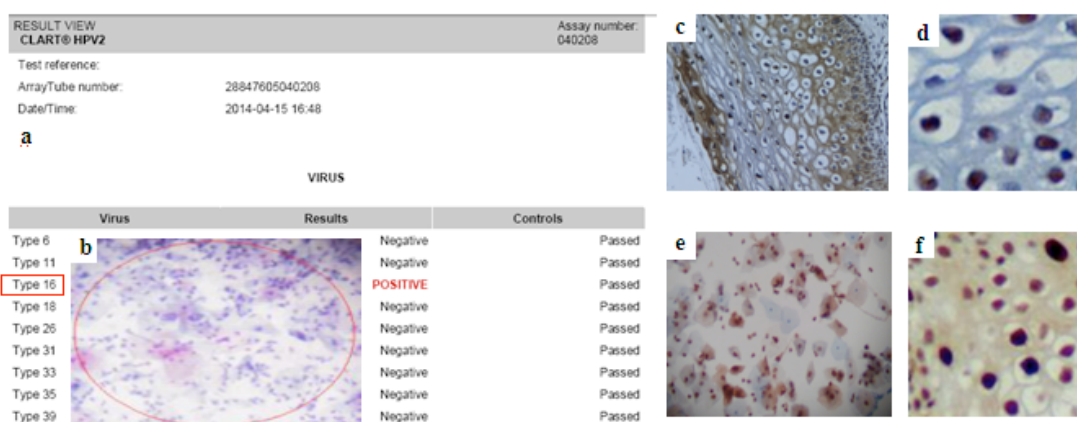 RESULT VIEW Assay number:
CLART® HPV2 040208
Test reference:
ArrayTube number: 28847605040208
Date/Time: 2014-04-15 16:48
a
VIRUS
Virus Results Controls
Type 6 Negative Passed
b
Type 11 Negative Passed
Type 16 POSITIVE Passed
Type 18 Negative Passed
Type 26 Negative Passed
Type 31 Negative Passed
Type 33 Negative Passed
Type 35 Negative Passed
Type 39 Negative Passed
c
d
e
f